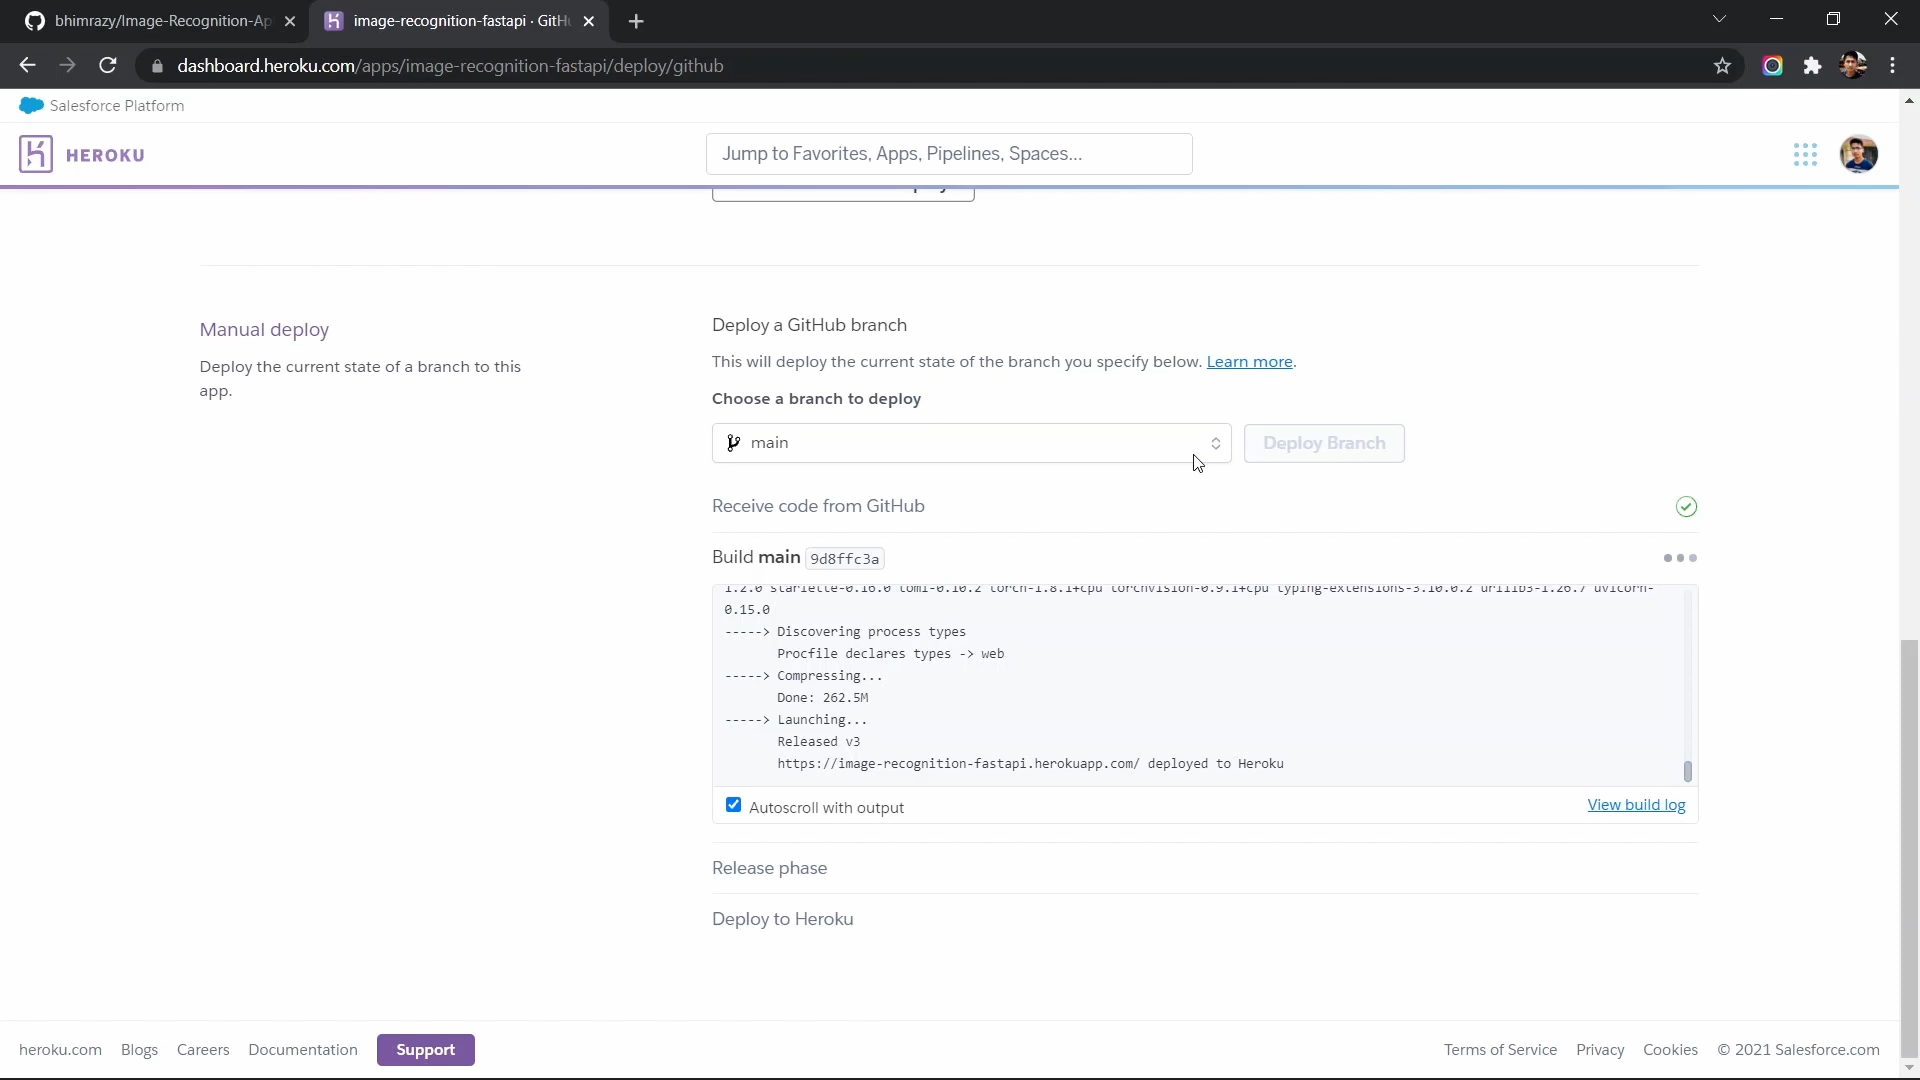 bhimrazy/Image-Recognition-Ap
image-recognition-fastapi · GitHu
dashboard.heroku.com/apps/image-recognition-fastapi/deploy/github
Salesforce Platform
HEROKU
Jump to Favorites, Apps, Pipelines, Spaces...
Manual deploy
Deploy the current state of a branch to this
app.
Deploy a GitHub branch
This will deploy the current state of the branch you specify below. Learn more.
Choose a branch to deploy
main
Deploy Branch
Receive code from GitHub
Build main 9d8ffc3a
1.2.0 starlette-0.16.0 toml-0.10.2 torch-1.8.1+cpu torchvision-0.9.1+cpu typing-extensions-3.10.0.2 urllib3-1.26.7 uvicorn-
0.15.0
-----> Discovering process types
Procfile declares types -> web
-----> Compressing...
Done: 262.5M
-----> Launching...
Released v3
https://image-recognition-fastapi.herokuapp.com/ deployed to Heroku
Autoscroll with output
View build log
Release phase
Deploy to Heroku
heroku.com Blogs Careers Documentation Support
Terms of Service Privacy Cookies © 2021 Salesforce.com